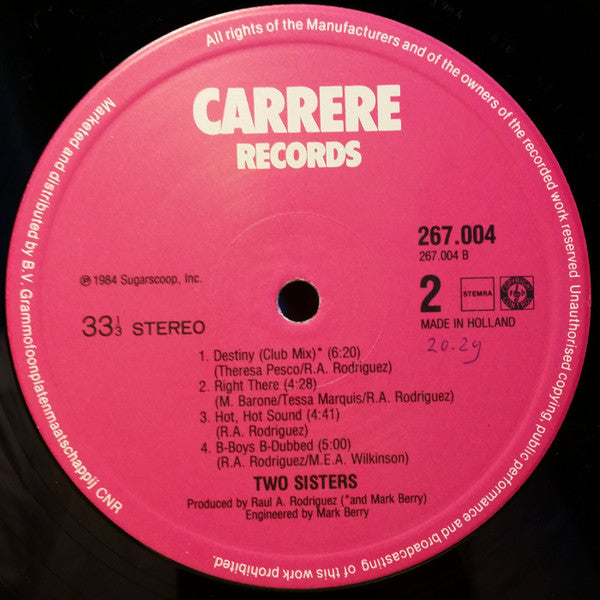 All rights of the Manufacturers and of the owners of the recorded work reserved. Unauthorised copying, public performance and broadcasting of this work prohibited.
Marketed and distributed by B.V. Grammofoonplatenmaatschappij CNR
CARRERE
RECORDS
267.004
267.004 B
℗ 1984 Sugarscoop, Inc.
2
STEMRA
MADE IN HOLLAND
20.29
33⅓ STEREO
1. Destiny (Club Mix)* (6:20)
(Theresa Pesco/R.A. Rodriguez)
2. Right There (4:28)
(M. Barone/Tessa Marquis/R.A. Rodriguez)
3. Hot, Hot Sound (4:41)
(R.A. Rodriguez)
4. B-Boys B-Dubbed (5:00)
(R.A. Rodriguez/M.E.A. Wilkinson)
TWO SISTERS
Produced by Raul A. Rodriguez (*and Mark Berry)
Engineered by Mark Berry